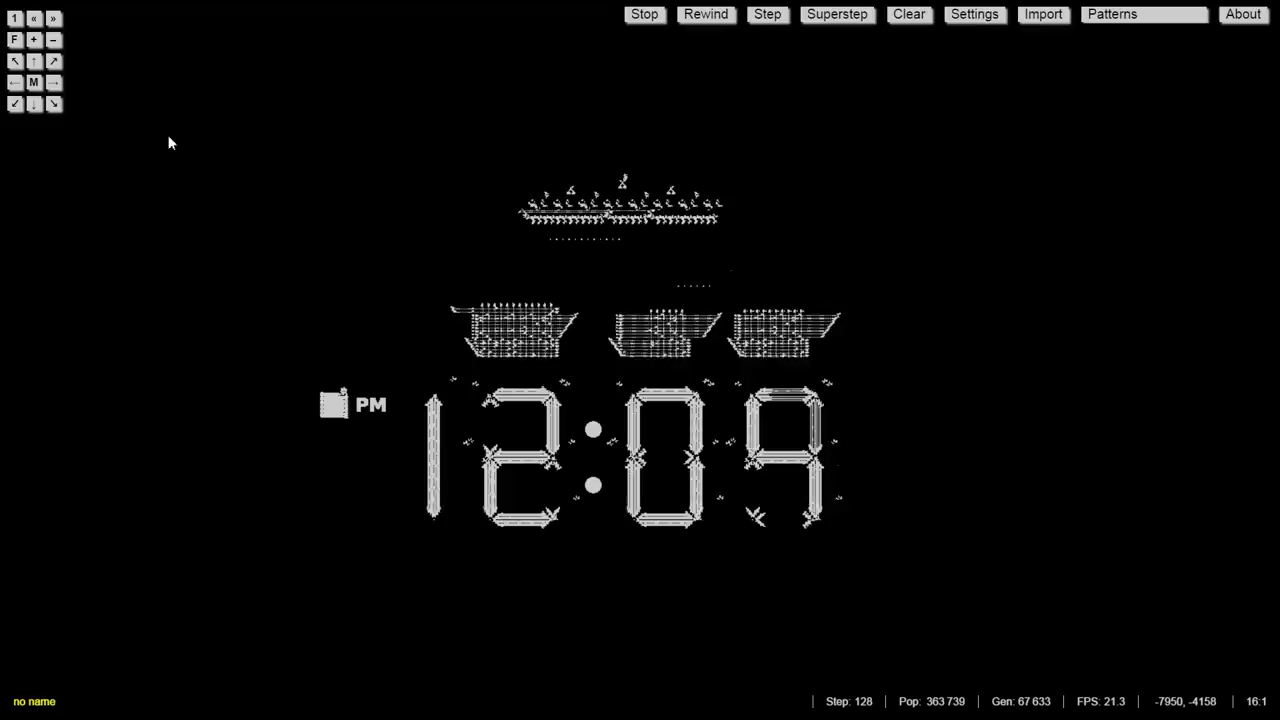 1 « »
F + −
↖ ↑ ↗
← M →
↙ ↓ ↘
Stop Rewind Step Superstep Clear Settings Import Patterns About
PM 12:09
no name
Step: 128 Pop: 363 739 Gen: 67 633 FPS: 21.3 -7950, -4158 16:1